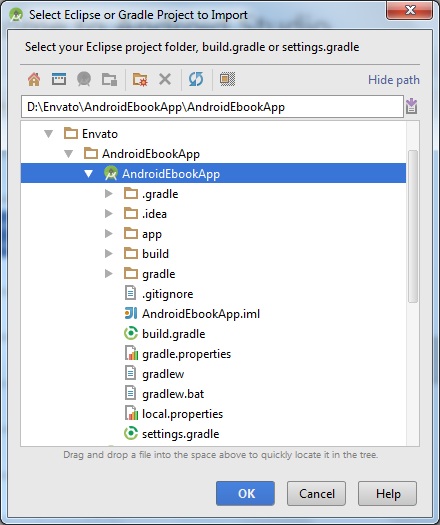 Select Eclipse or Gradle Project to Import
Select your Eclipse project folder, build.gradle or settings.gradle
Hide path
D:\Envato\AndroidEbookApp\AndroidEbookApp
Envato
AndroidEbookApp
AndroidEbookApp
.gradle
.idea
app
build
gradle
.gitignore
AndroidEbookApp.iml
build.gradle
gradle.properties
gradlew
gradlew.bat
local.properties
settings.gradle
Drag and drop a file into the space above to quickly locate it in the tree.
OK Cancel Help